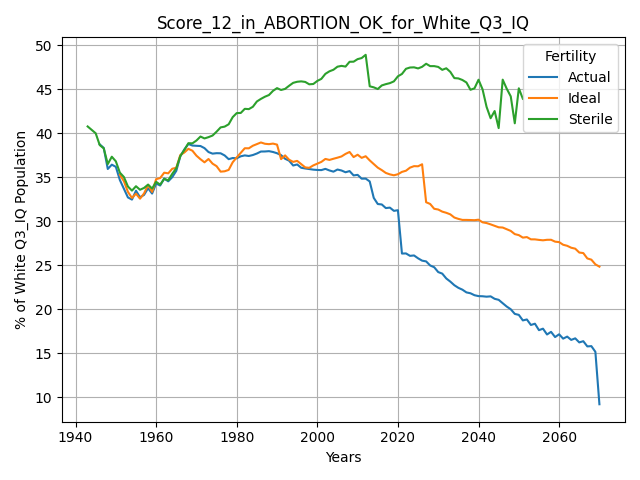 Score_12_in_ABORTION_OK_for_White_Q3_IQ
% of White Q3_IQ Population
50
45
40
35
30
25
20
15
10
Fertility
Actual
Ideal
Sterile
1940 1960 1980 2000 2020 2040 2060
Years